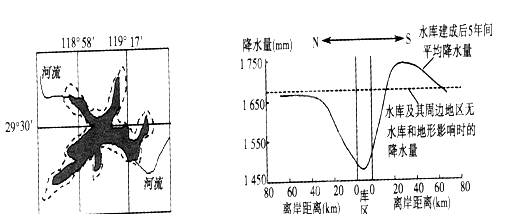 118°58′ 119°17′
河流
29°30′
河流
降水量(mm)
N S
水库建成后5年间
平均降水量
1 750
1 650
1 550
1 450
水库及其周边地区无
水库和地形影响时的
降水量
80 60 40 20 0 0 20 40 60 80
离岸距离(km) 库区 离岸距离(km)